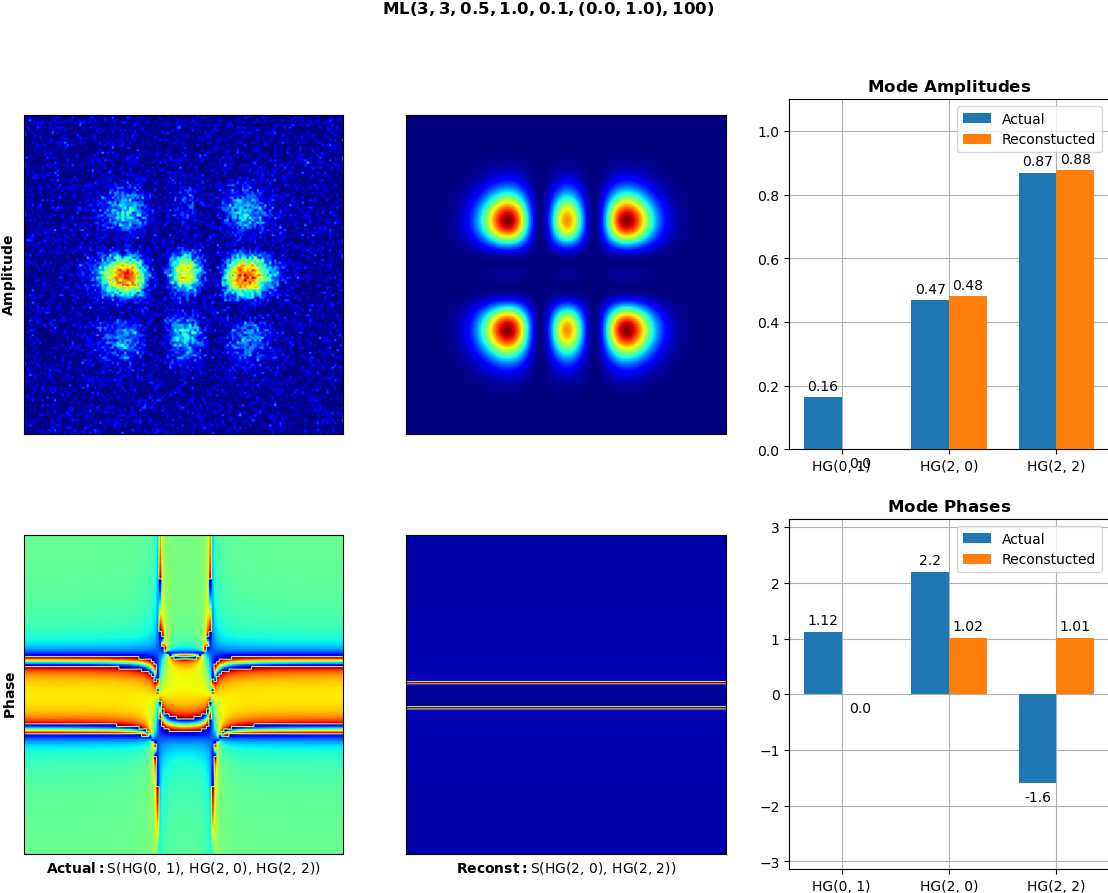 ML(3, 3, 0.5, 1.0, 0.1, (0.0, 1.0), 100)
Amplitude
Mode Amplitudes
Actual
Reconstucted
1.0
0.8
0.6
0.4
0.2
0.0
0.16
0.0
0.47
0.48
0.87
0.88
HG(0, 1)
HG(2, 0)
HG(2, 2)
Phase
Actual: S(HG(0, 1), HG(2, 0), HG(2, 2))
Reconst: S(HG(2, 0), HG(2, 2))
Mode Phases
Actual
Reconstucted
3
2
1
0
−1
−2
−3
1.12
0.0
2.2
1.02
-1.6
1.01
HG(0, 1)
HG(2, 0)
HG(2, 2)